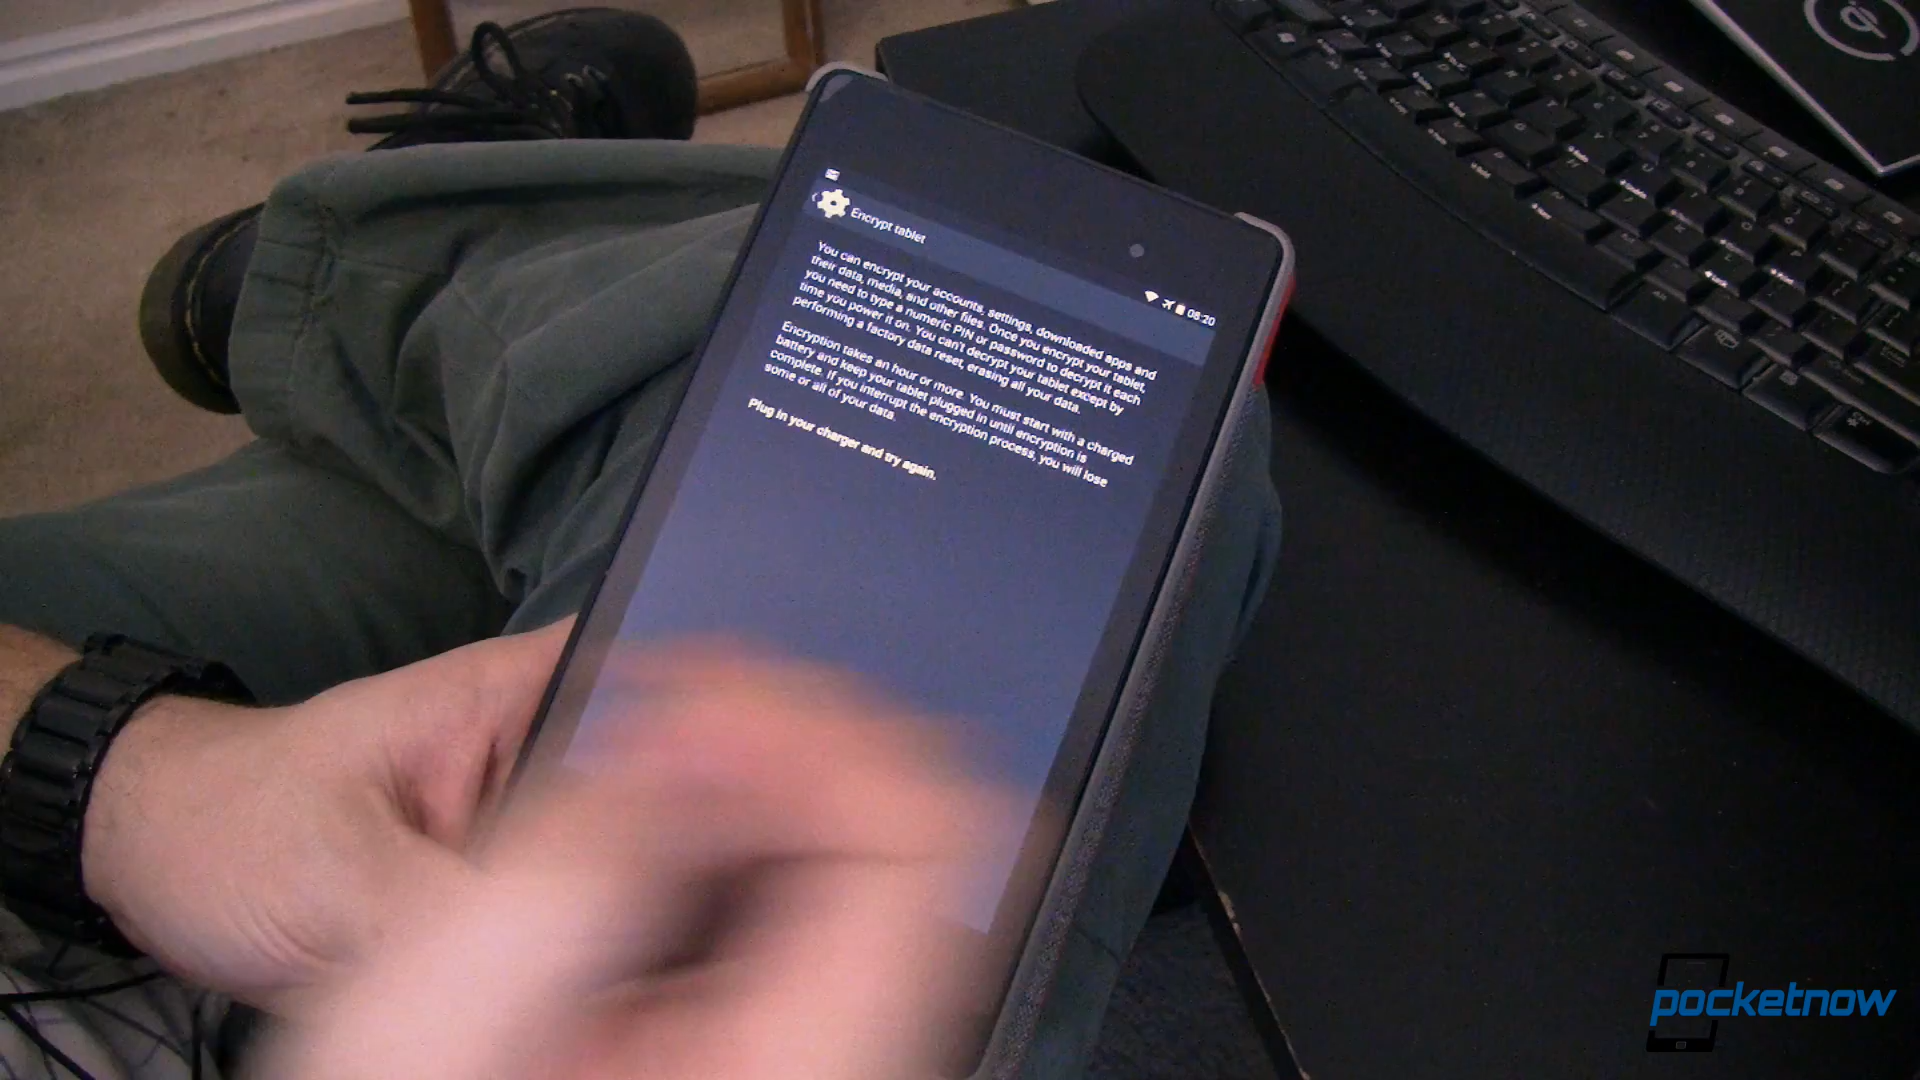 08:20
Encrypt tablet
You can encrypt your accounts, settings, downloaded apps and
their data, media, and other files. Once you encrypt your tablet,
you need to type a numeric PIN or password to decrypt it each
time you power it on. You can't decrypt your tablet except by
performing a factory data reset, erasing all your data.
Encryption takes an hour or more. You must start with a charged
battery and keep your tablet plugged in until encryption is
complete. If you interrupt the encryption process, you will lose
some or all of your data.
Plug in your charger and try again.
pocketnow